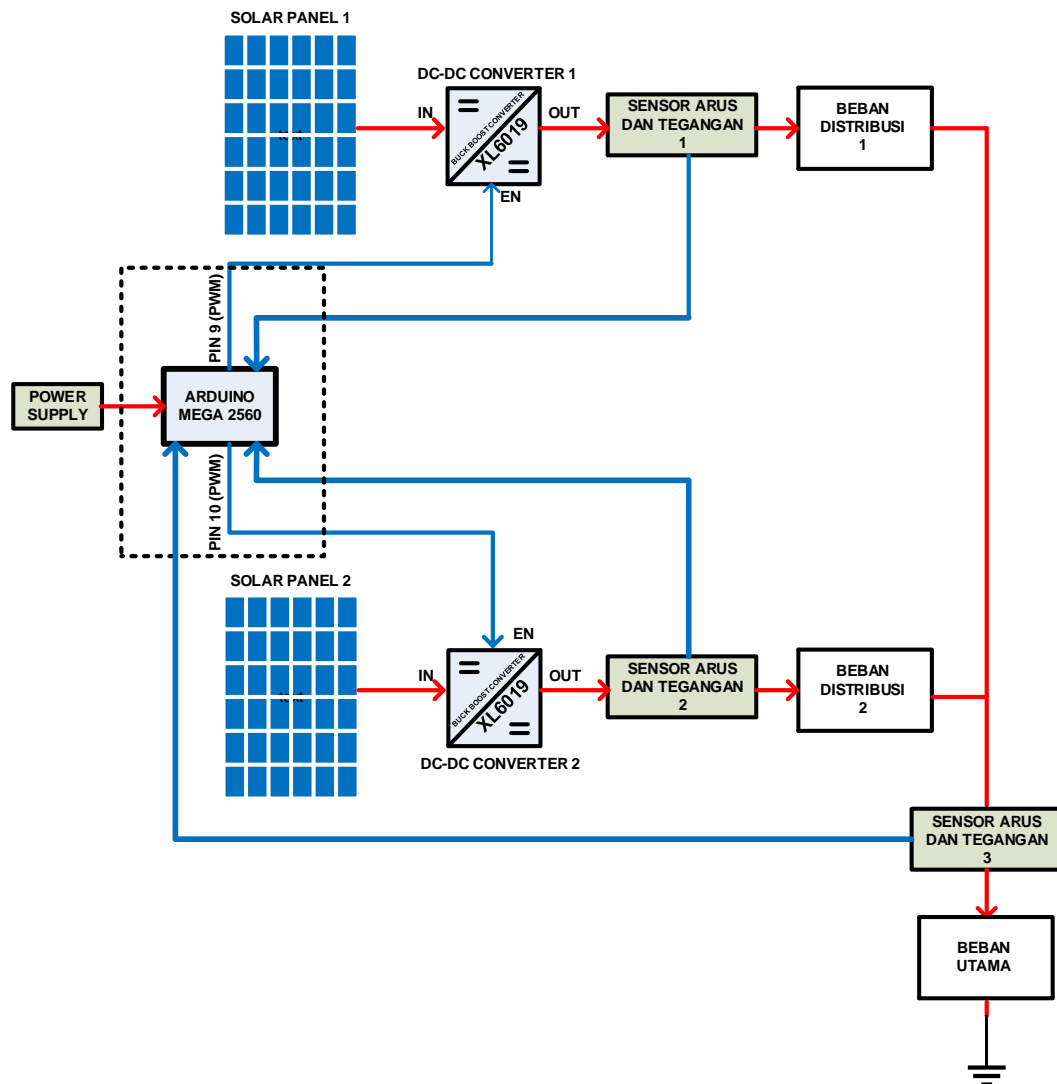 SOLAR PANEL 1
DC-DC CONVERTER 1
IN
BUCK BOOST CONVERTER
XL6019
OUT
EN
SENSOR ARUS
DAN TEGANGAN
1
BEBAN
DISTRIBUSI
1
text
PIN 9 (PWM)
POWER
SUPPLY
ARDUINO
MEGA 2560
PIN 10 (PWM)
SOLAR PANEL 2
text
IN
EN
BUCK BOOST CONVERTER
XL6019
OUT
DC-DC CONVERTER 2
SENSOR ARUS
DAN TEGANGAN
2
BEBAN
DISTRIBUSI
2
SENSOR ARUS
DAN TEGANGAN
3
BEBAN
UTAMA